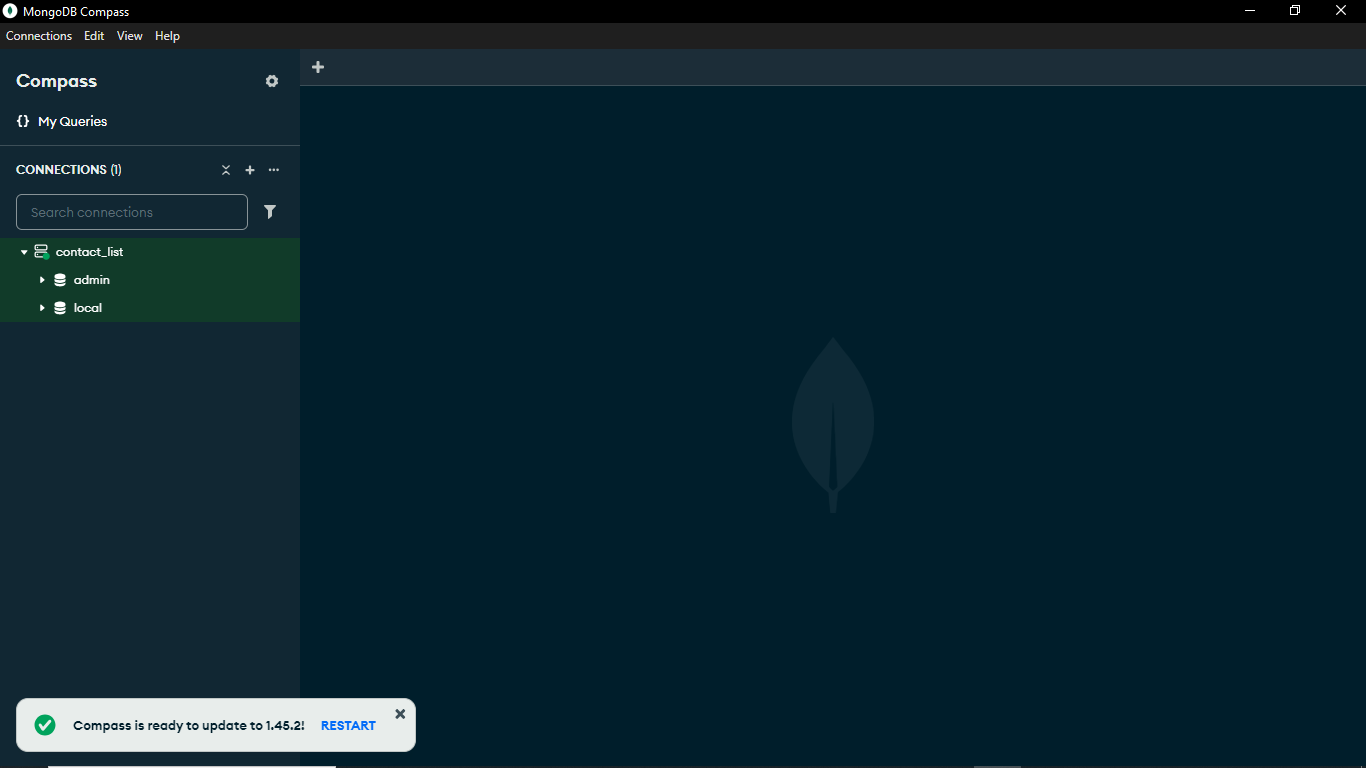 MongoDB Compass
Connections Edit View Help
Compass
{} My Queries
CONNECTIONS (1)
Search connections
contact_list
admin
local
Compass is ready to update to 1.45.2! RESTART